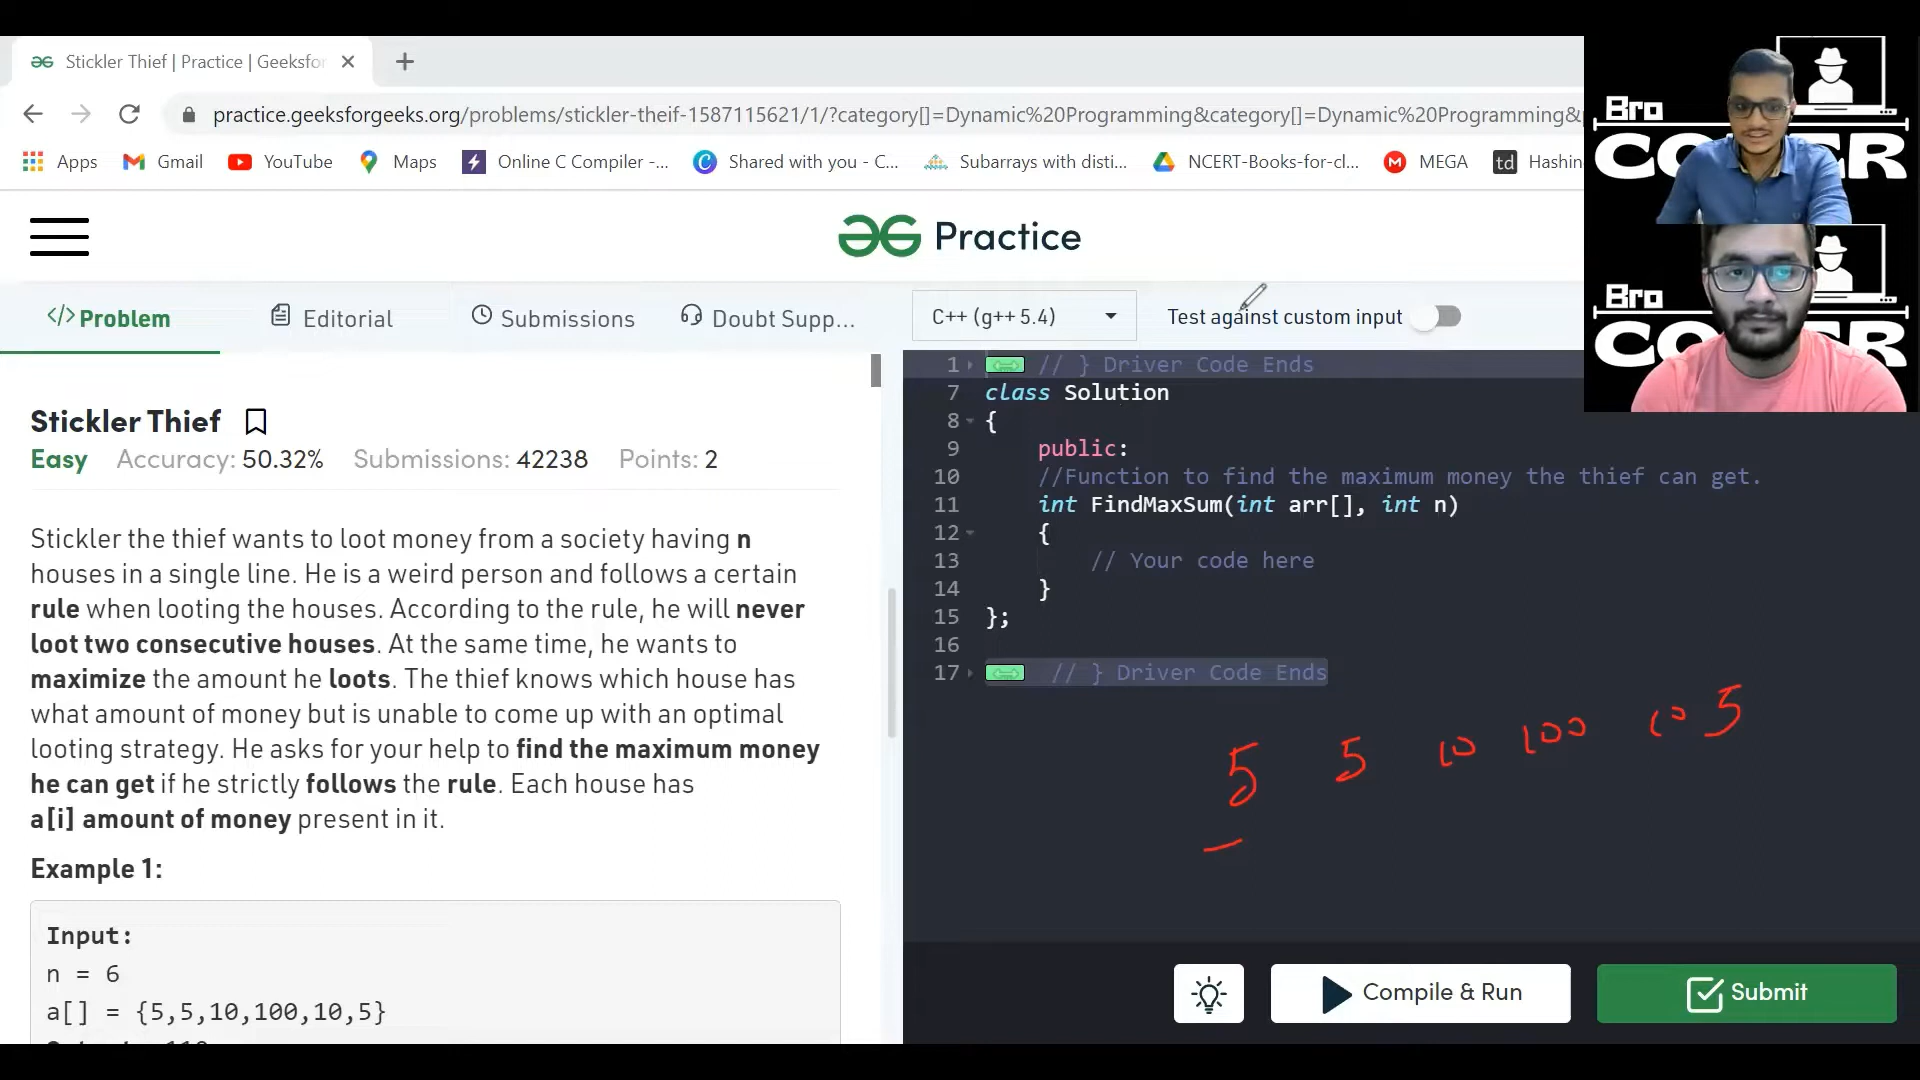 Stickler Thief | Practice | Geeksfo
practice.geeksforgeeks.org/problems/stickler-theif-1587115621/1/?category[]=Dynamic%20Programming&category[]=Dynamic%20Programming&
Apps Gmail YouTube Maps Online C Compiler -... Shared with you - C... Subarrays with disti... NCERT-Books-for-cl... MEGA td Hashin
Bro
CODER
Bro
CODER
Practice
</>Problem Editorial Submissions Doubt Supp...
C++ (g++ 5.4) Test against custom input
Stickler Thief
Easy Accuracy: 50.32% Submissions: 42238 Points: 2
Stickler the thief wants to loot money from a society having n
houses in a single line. He is a weird person and follows a certain
rule when looting the houses. According to the rule, he will never
loot two consecutive houses. At the same time, he wants to
maximize the amount he loots. The thief knows which house has
what amount of money but is unable to come up with an optimal
looting strategy. He asks for your help to find the maximum money
he can get if he strictly follows the rule. Each house has
a[i] amount of money present in it.
Example 1:
Input:
n = 6
a[] = {5,5,10,100,10,5}
1 // } Driver Code Ends
7 class Solution
8 {
9 public:
10 //Function to find the maximum money the thief can get.
11 int FindMaxSum(int arr[], int n)
12 {
13 // Your code here
14 }
15 };
16
17 // } Driver Code Ends
5 5 10 100 10 5
Compile & Run Submit